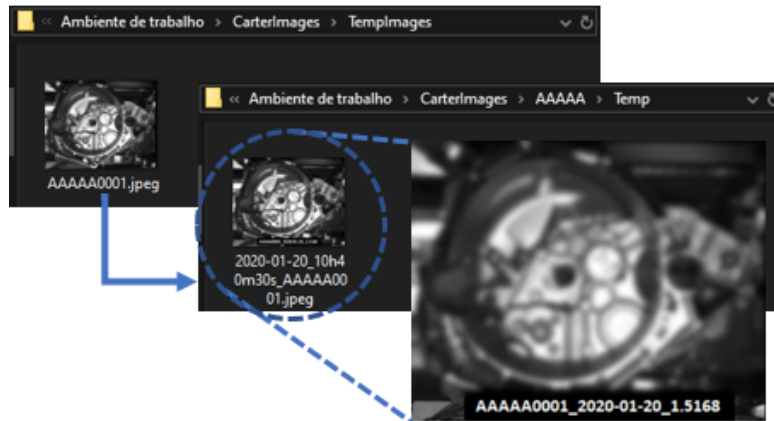 « Ambiente de trabalho › CarterImages › TempImages
AAAAA0001.jpeg
« Ambiente de trabalho › CarterImages › AAAAA › Temp
2020-01-20_10h4
0m30s_AAAAA00
01.jpeg
AAAAA0001_2020-01-20_1.5168